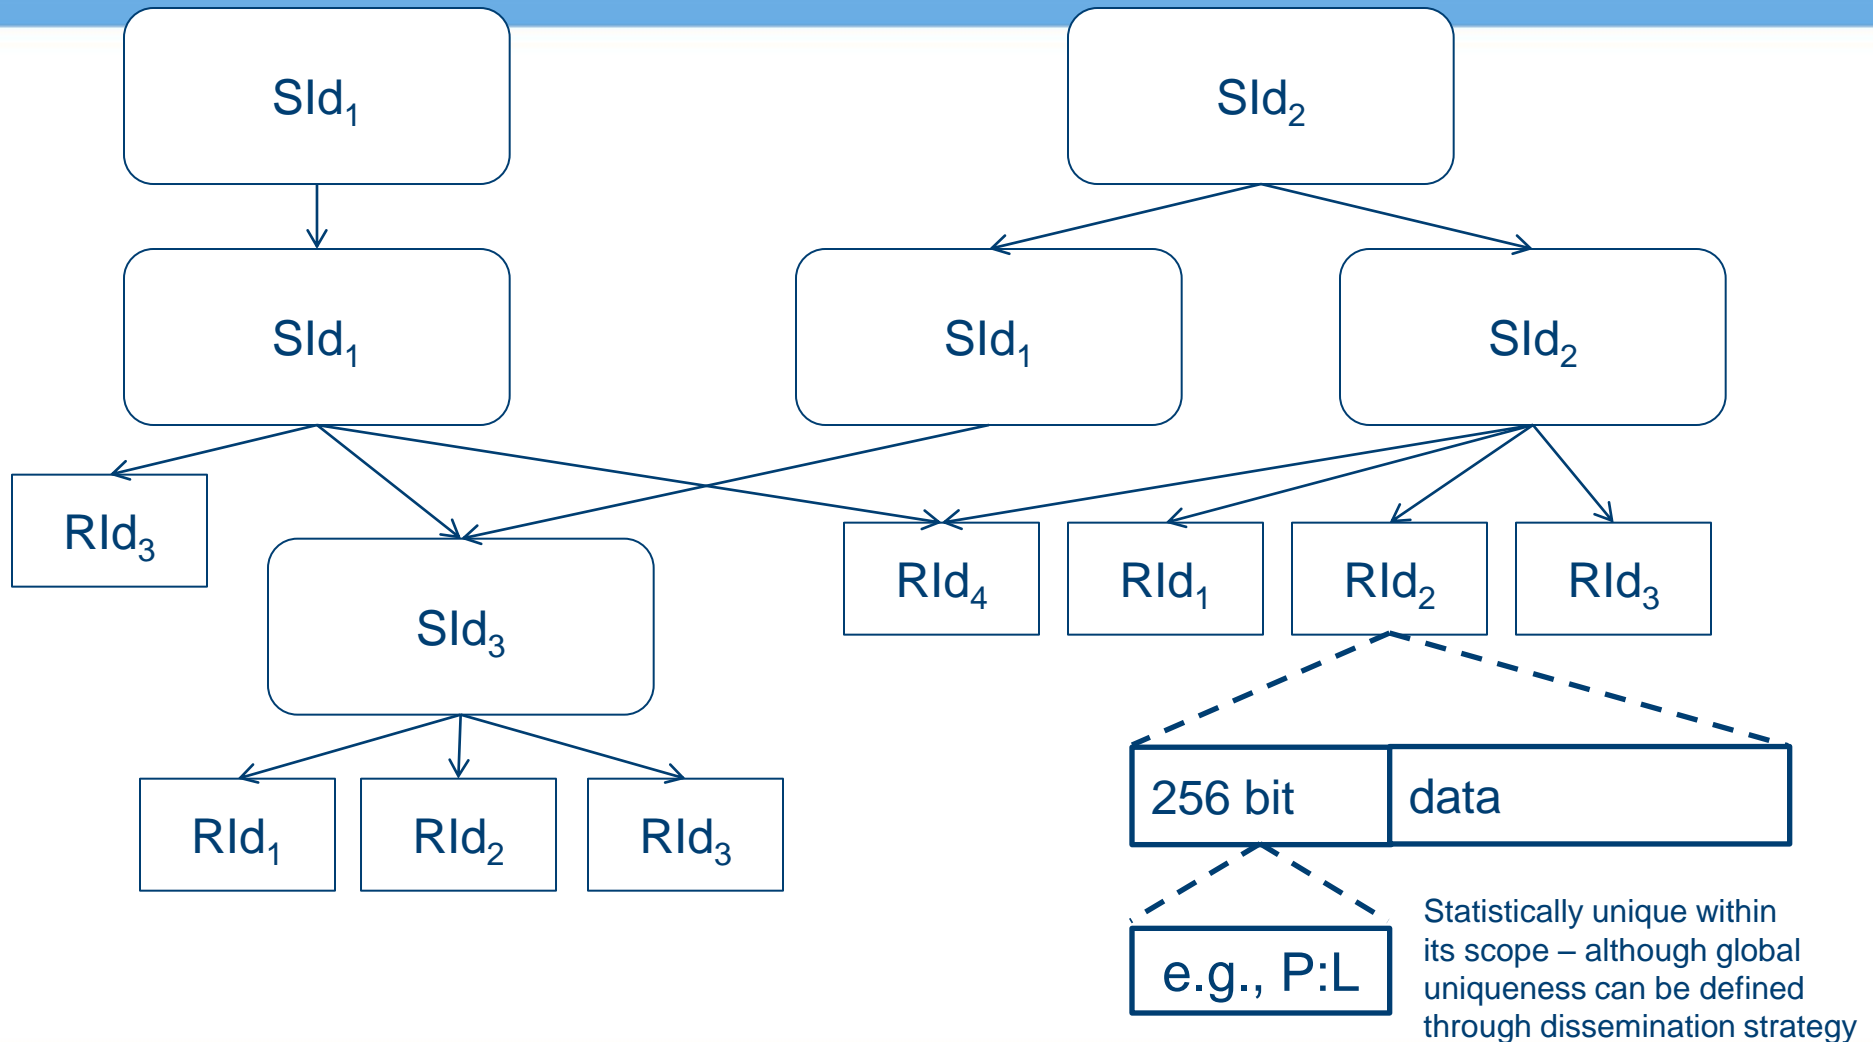 SId₁
SId₂
SId₁
SId₁
SId₂
RId₃
SId₃
RId₄
RId₁
RId₂
RId₃
RId₁
RId₂
RId₃
256 bit
data
e.g., P:L
Statistically unique within
its scope – although global
uniqueness can be defined
through dissemination strategy